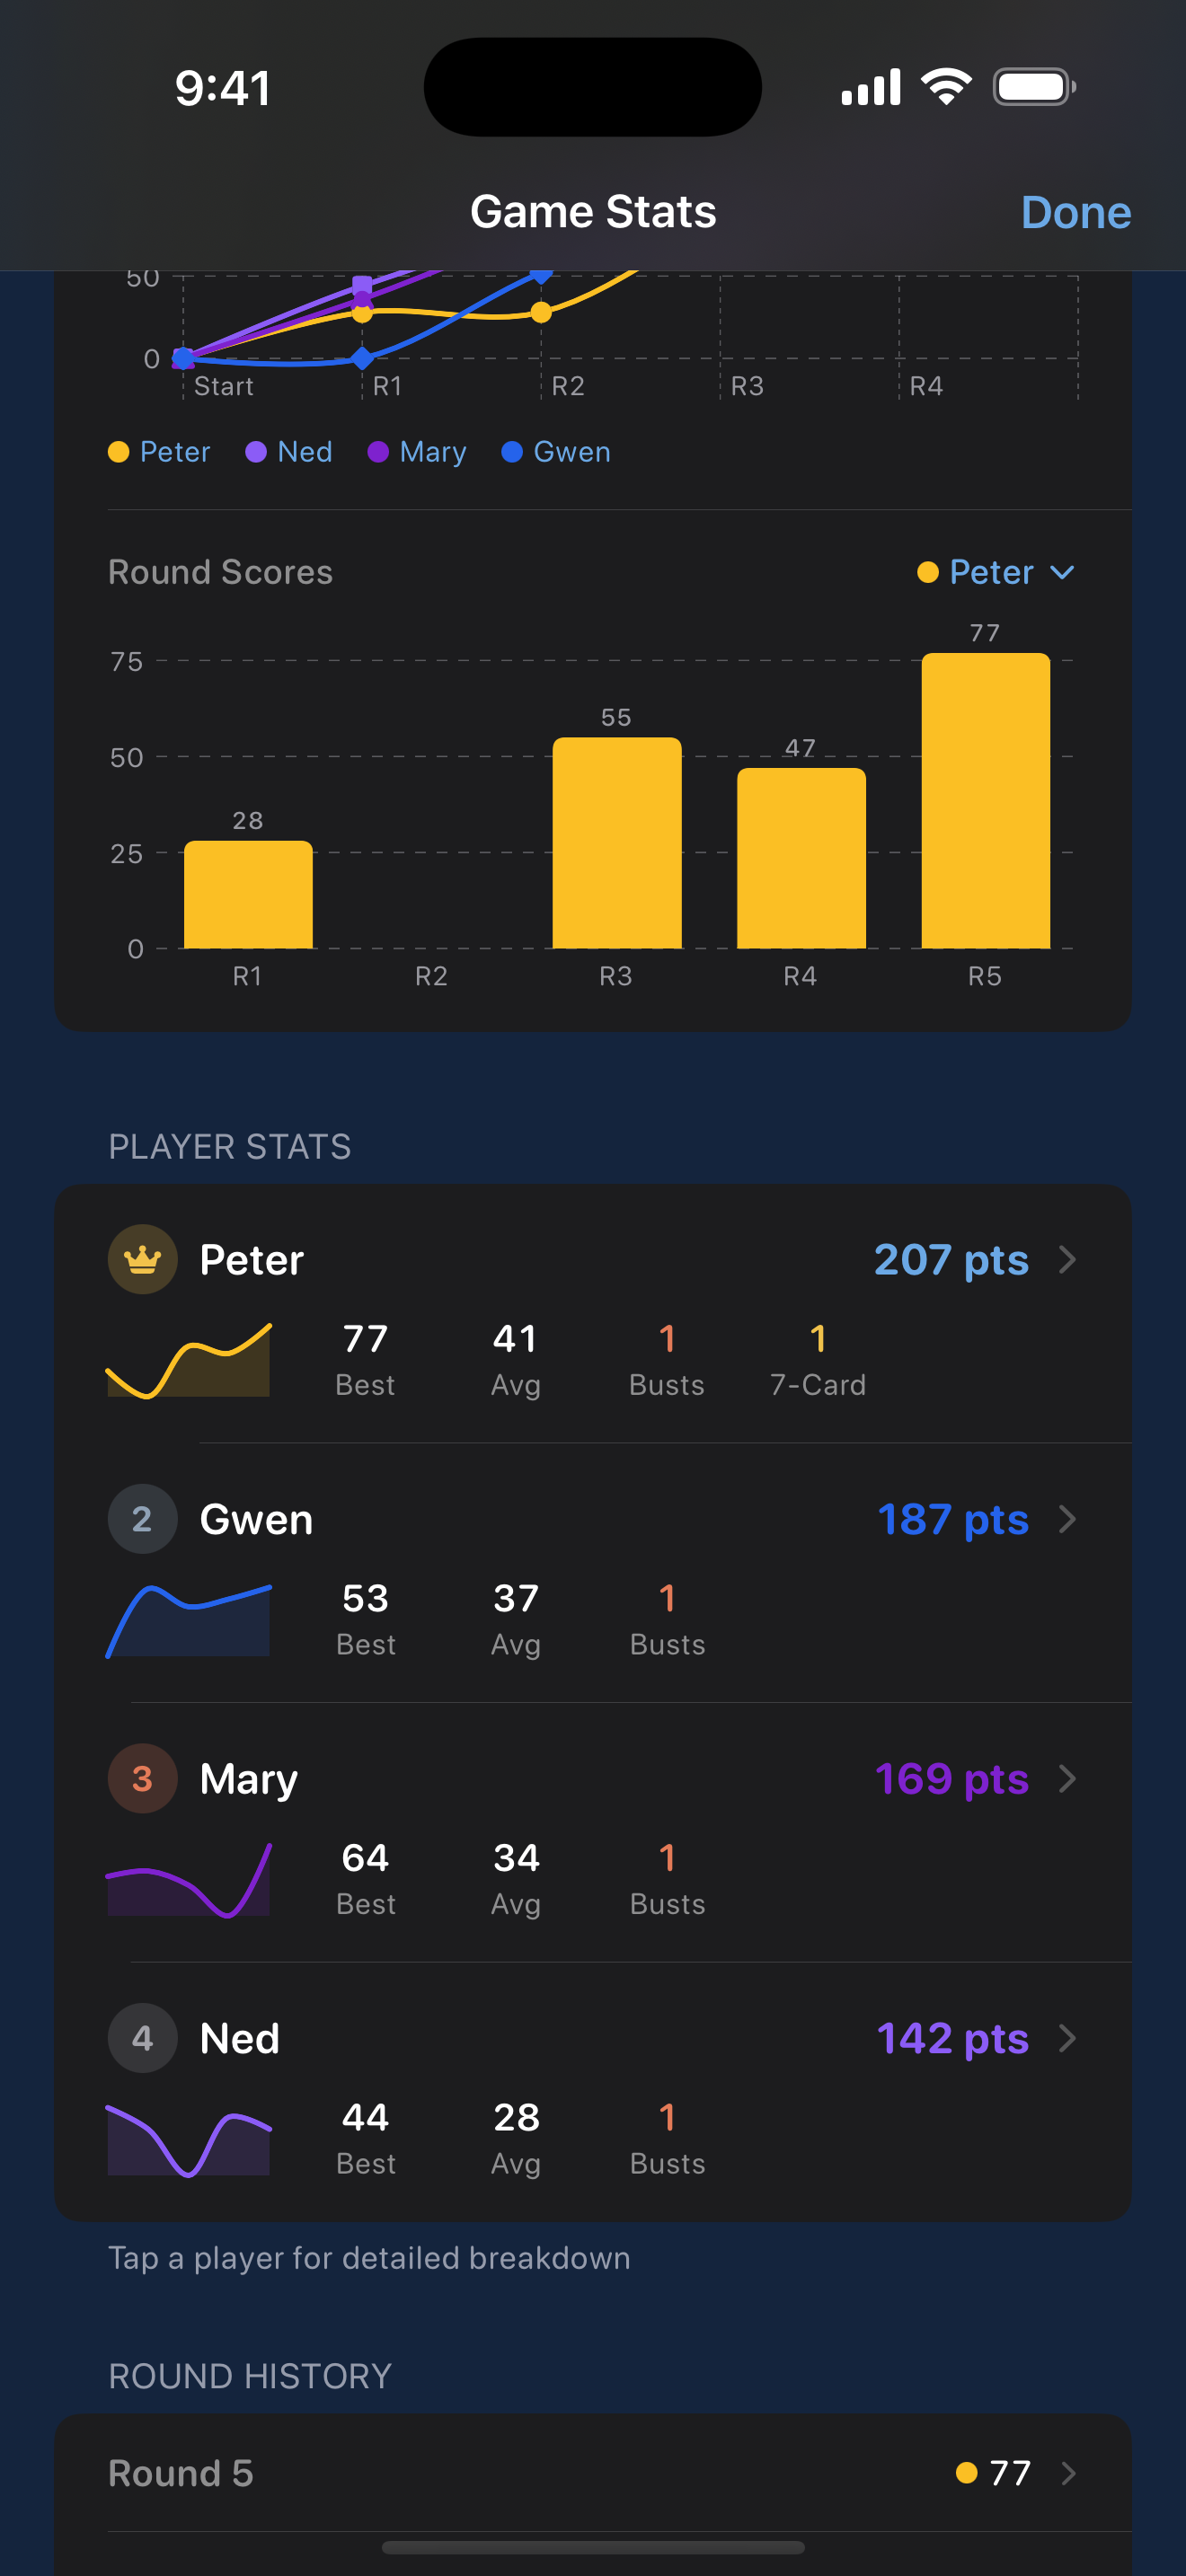 9:41
Game Stats
Done
50
0
Start R1 R2 R3 R4
Peter Ned Mary Gwen
Round Scores
Peter
77
75
55
50
47
28
25
0
R1 R2 R3 R4 R5
PLAYER STATS
Peter
207 pts
77 41 1 1
Best Avg Busts 7-Card
2 Gwen
187 pts
53 37 1
Best Avg Busts
3 Mary
169 pts
64 34 1
Best Avg Busts
4 Ned
142 pts
44 28 1
Best Avg Busts
Tap a player for detailed breakdown
ROUND HISTORY
Round 5
77